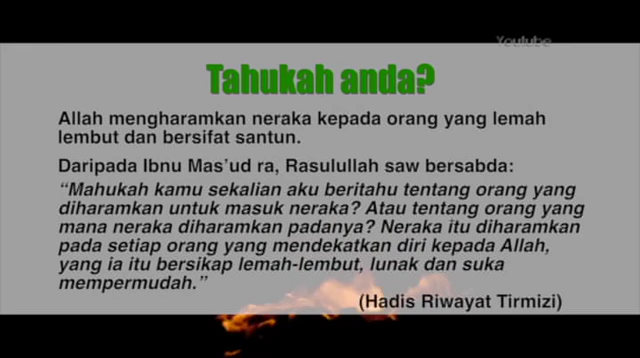 Youtube
Tahukah anda?
Allah mengharamkan neraka kepada orang yang lemah
lembut dan bersifat santun.
Daripada Ibnu Mas'ud ra, Rasulullah saw bersabda:
“Mahukah kamu sekalian aku beritahu tentang orang yang
diharamkan untuk masuk neraka? Atau tentang orang yang
mana neraka diharamkan padanya? Neraka itu diharamkan
pada setiap orang yang mendekatkan diri kepada Allah,
yang ia itu bersikap lemah-lembut, lunak dan suka
mempermudah.”
(Hadis Riwayat Tirmizi)